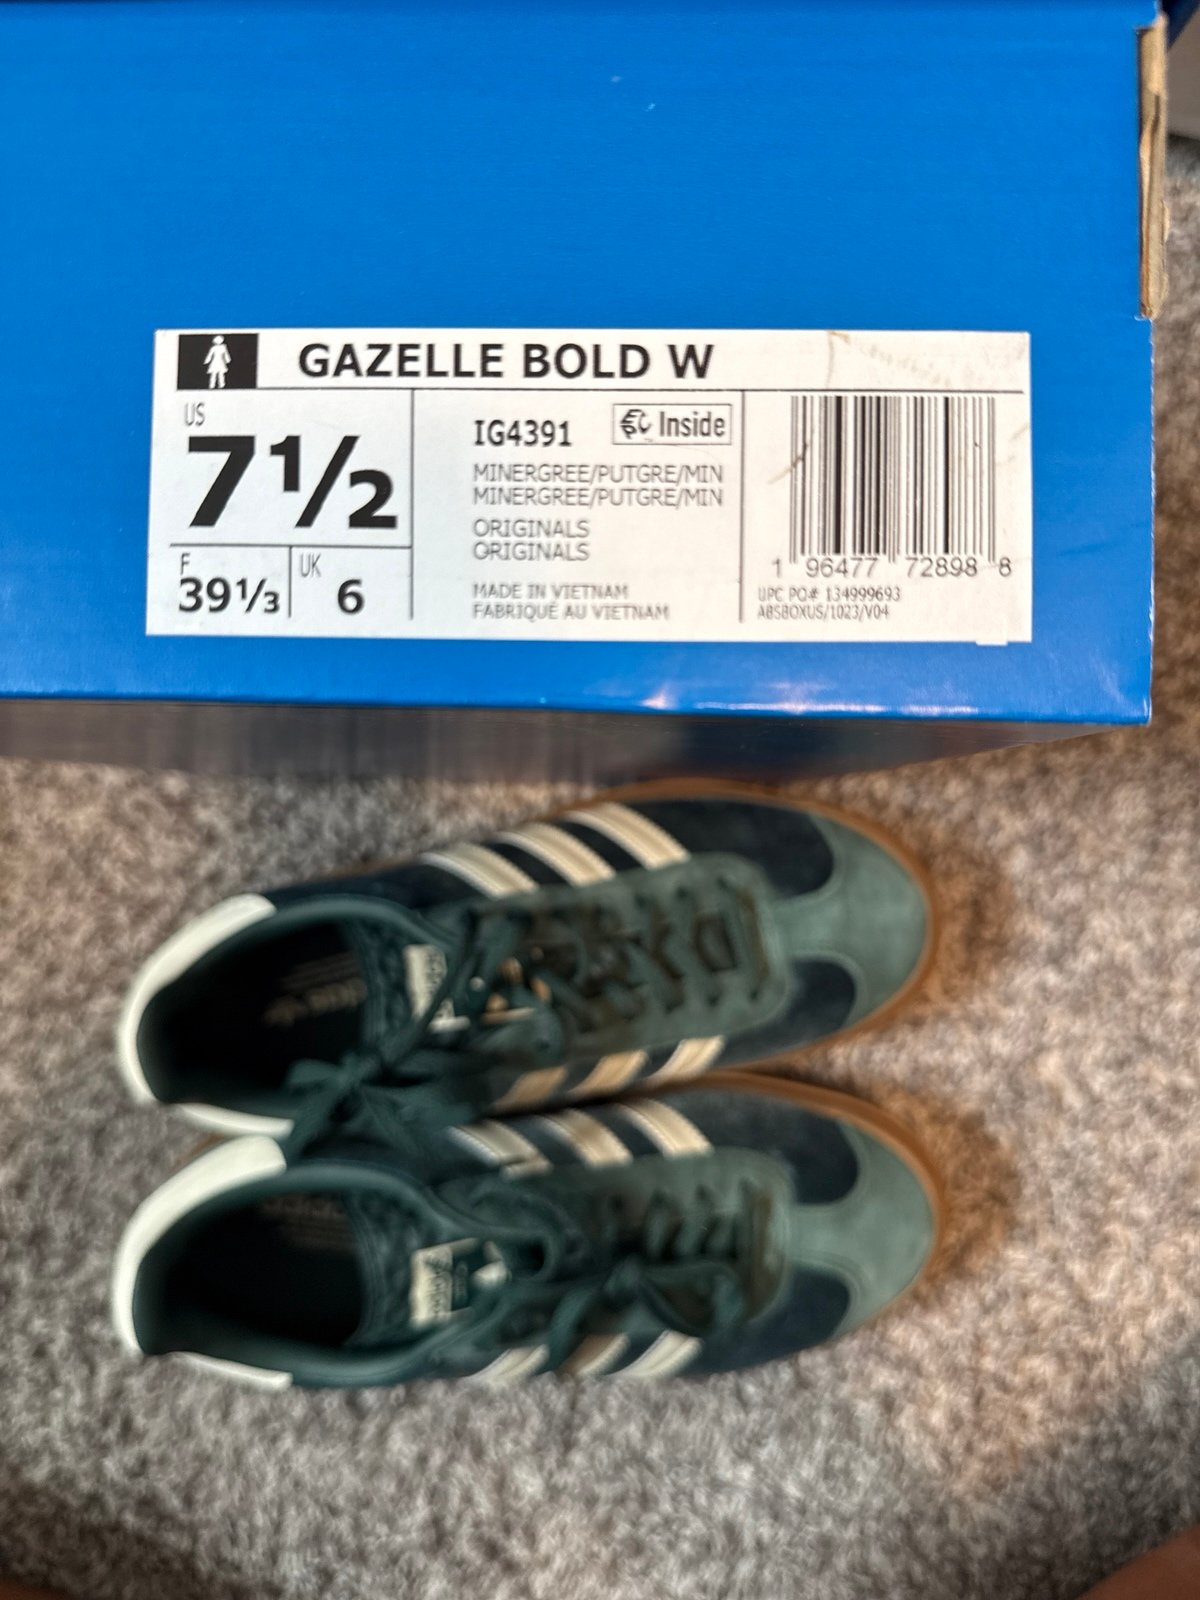 GAZELLE BOLD W
US
7½
F
39⅓
UK
6
IG4391
Inside
MINERGREE/PUTGRE/MIN
MINERGREE/PUTGRE/MIN
ORIGINALS
ORIGINALS
MADE IN VIETNAM
FABRIQUÉ AU VIETNAM
1 96477 72898 8
UPC PO# 134999693
ABSBOXUS/1023/V04